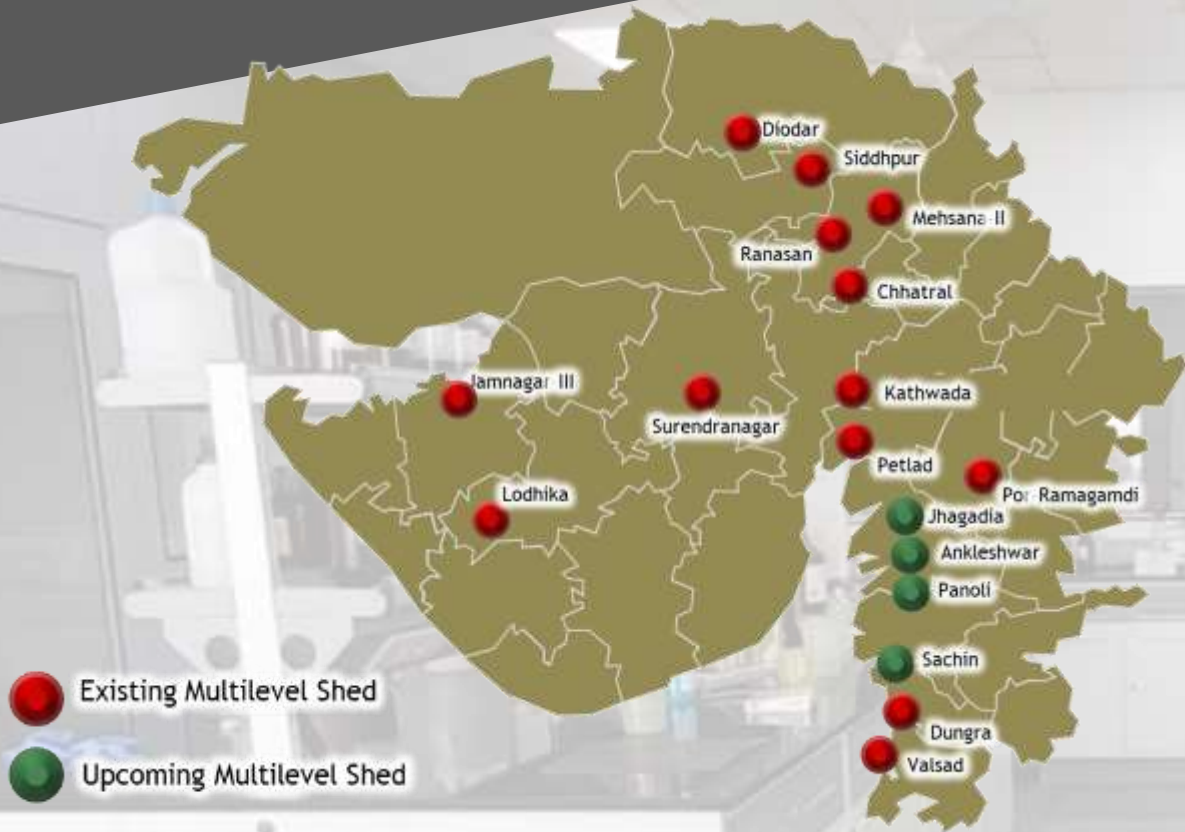 Diodar
Siddhpur
Mehsana II
Ranasan
Chhatral
Jamnagar III
Kathwada
Surendranagar
Petlad
Lodhika
Por Ramagamdi
Jhagadia
Ankleshwar
Panoli
Sachin
Existing Multilevel Shed
Dungra
Valsad
Upcoming Multilevel Shed